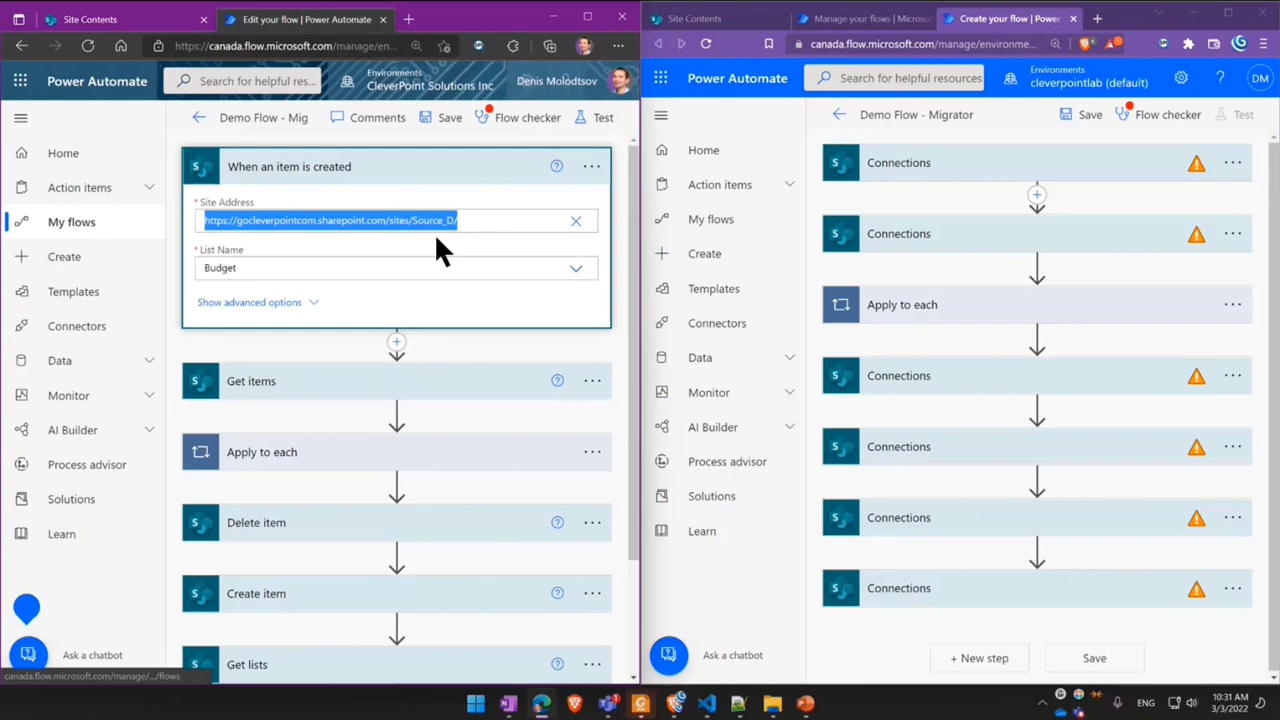 Site Contents
Edit your flow | Power Automate
https://canada.flow.microsoft.com/manage/en...
Power Automate
Search for helpful resources
Environments
CleverPoint Solutions Inc
Denis Molodtsov
Demo Flow - Mig
Comments
Save
Flow checker
Test
Home
Action items
My flows
Create
Templates
Connectors
Data
Monitor
AI Builder
Process advisor
Solutions
Learn
Ask a chatbot
canada.flow.microsoft.com/manage/.../flows
When an item is created
* Site Address
https://gocleverpointcom.sharepoint.com/sites/Source_D/
* List Name
Budget
Show advanced options
Get items
Apply to each
Delete item
Create item
Get lists
Site Contents
Manage your flows | Microsoft
Create your flow | Power
canada.flow.microsoft.com/manage/environme...
Power Automate
Search for helpful resources
Environments
cleverpointlab (default)
DM
Demo Flow - Migrator
Save
Flow checker
Test
Home
Action items
My flows
Create
Templates
Connectors
Data
Monitor
AI Builder
Process advisor
Solutions
Learn
Ask a chatbot
Connections
Connections
Apply to each
Connections
Connections
Connections
Connections
+ New step
Save
ENG
10:31 AM
3/3/2022